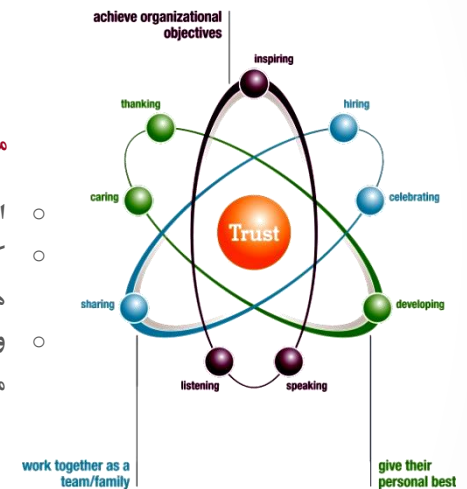 achieve organizational
objectives
inspiring
thanking
hiring
caring
celebrating
Trust
sharing
developing
listening
speaking
work together as a
team/family
give their
personal best